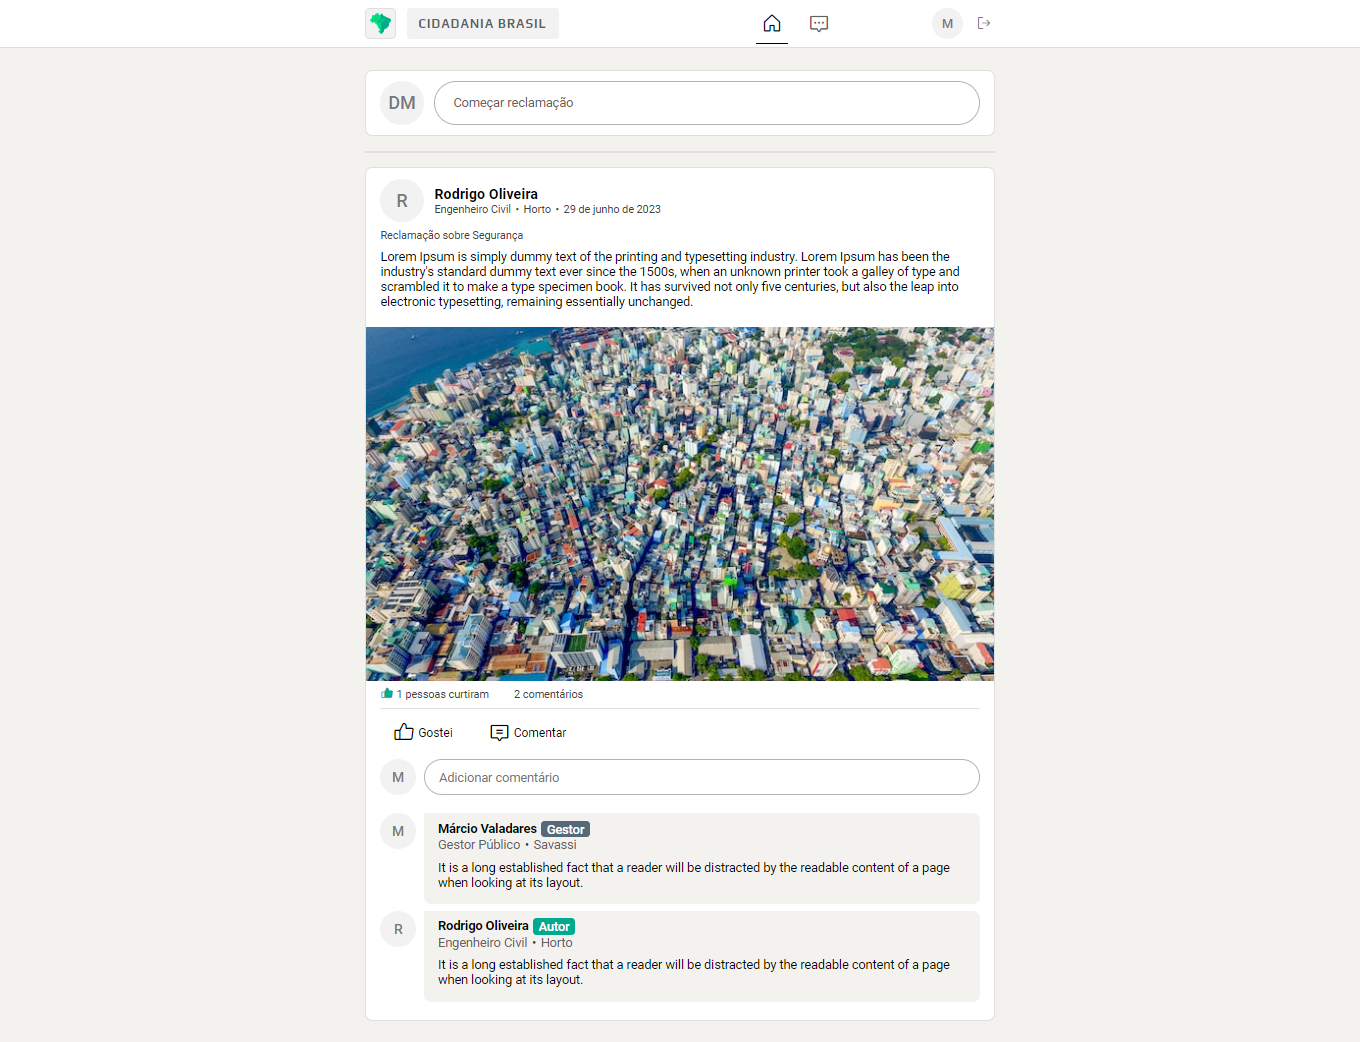 CIDADANIA BRASIL
M
DM
Começar reclamação
R
Rodrigo Oliveira
Engenheiro Civil • Horto • 29 de junho de 2023
Reclamação sobre Segurança
Lorem Ipsum is simply dummy text of the printing and typesetting industry. Lorem Ipsum has been the
industry's standard dummy text ever since the 1500s, when an unknown printer took a galley of type and
scrambled it to make a type specimen book. It has survived not only five centuries, but also the leap into
electronic typesetting, remaining essentially unchanged.
1 pessoas curtiram 2 comentários
Gostei Comentar
M
Adicionar comentário
M
Márcio Valadares Gestor
Gestor Público • Savassi
It is a long established fact that a reader will be distracted by the readable content of a page
when looking at its layout.
R
Rodrigo Oliveira Autor
Engenheiro Civil • Horto
It is a long established fact that a reader will be distracted by the readable content of a page
when looking at its layout.